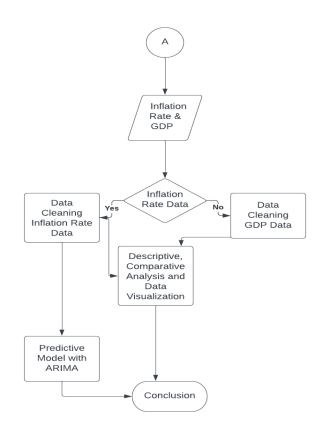 A
Inflation
Rate &
GDP
Inflation
Rate Data
Yes
No
Data
Cleaning
Inflation Rate
Data
Data
Cleaning
GDP Data
Descriptive,
Comparative
Analysis and
Data
Visualization
Predictive
Model with
ARIMA
Conclusion